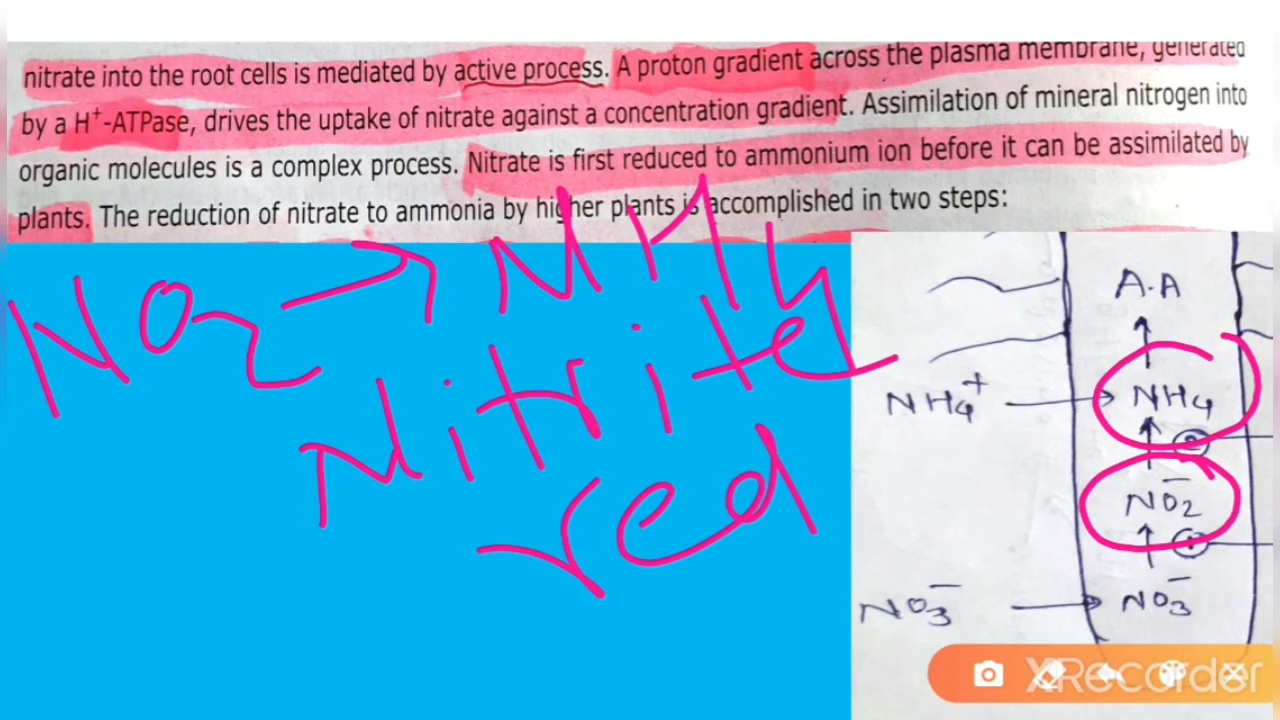 nitrate into the root cells is mediated by active process. A proton gradient across the plasma membrane, generated
by a H⁺-ATPase, drives the uptake of nitrate against a concentration gradient. Assimilation of mineral nitrogen into
organic molecules is a complex process. Nitrate is first reduced to ammonium ion before it can be assimilated by
plants. The reduction of nitrate to ammonia by higher plants is accomplished in two steps:
NO2 → NH4
Nitrite
red
A.A
NH4⁺ → NH4
NO2⁻
NO3⁻ → NO3⁻
XRecorder